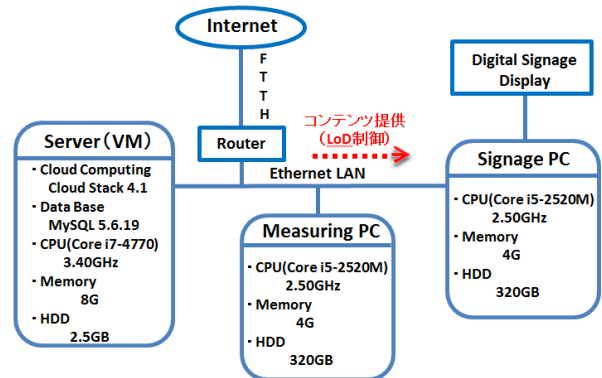 Internet
F
T
T
H
Router
Ethernet LAN
コンテンツ提供
（LoD制御）
Digital Signage
Display
Server（VM）
・Cloud Computing
Cloud Stack 4.1
・Data Base
MySQL 5.6.19
・CPU(Core i7-4770)
3.40GHz
・Memory
8G
・HDD
2.5GB
Measuring PC
・CPU(Core i5-2520M)
2.50GHz
・Memory
4G
・HDD
320GB
Signage PC
・CPU(Core i5-2520M)
2.50GHz
・Memory
4G
・HDD
320GB